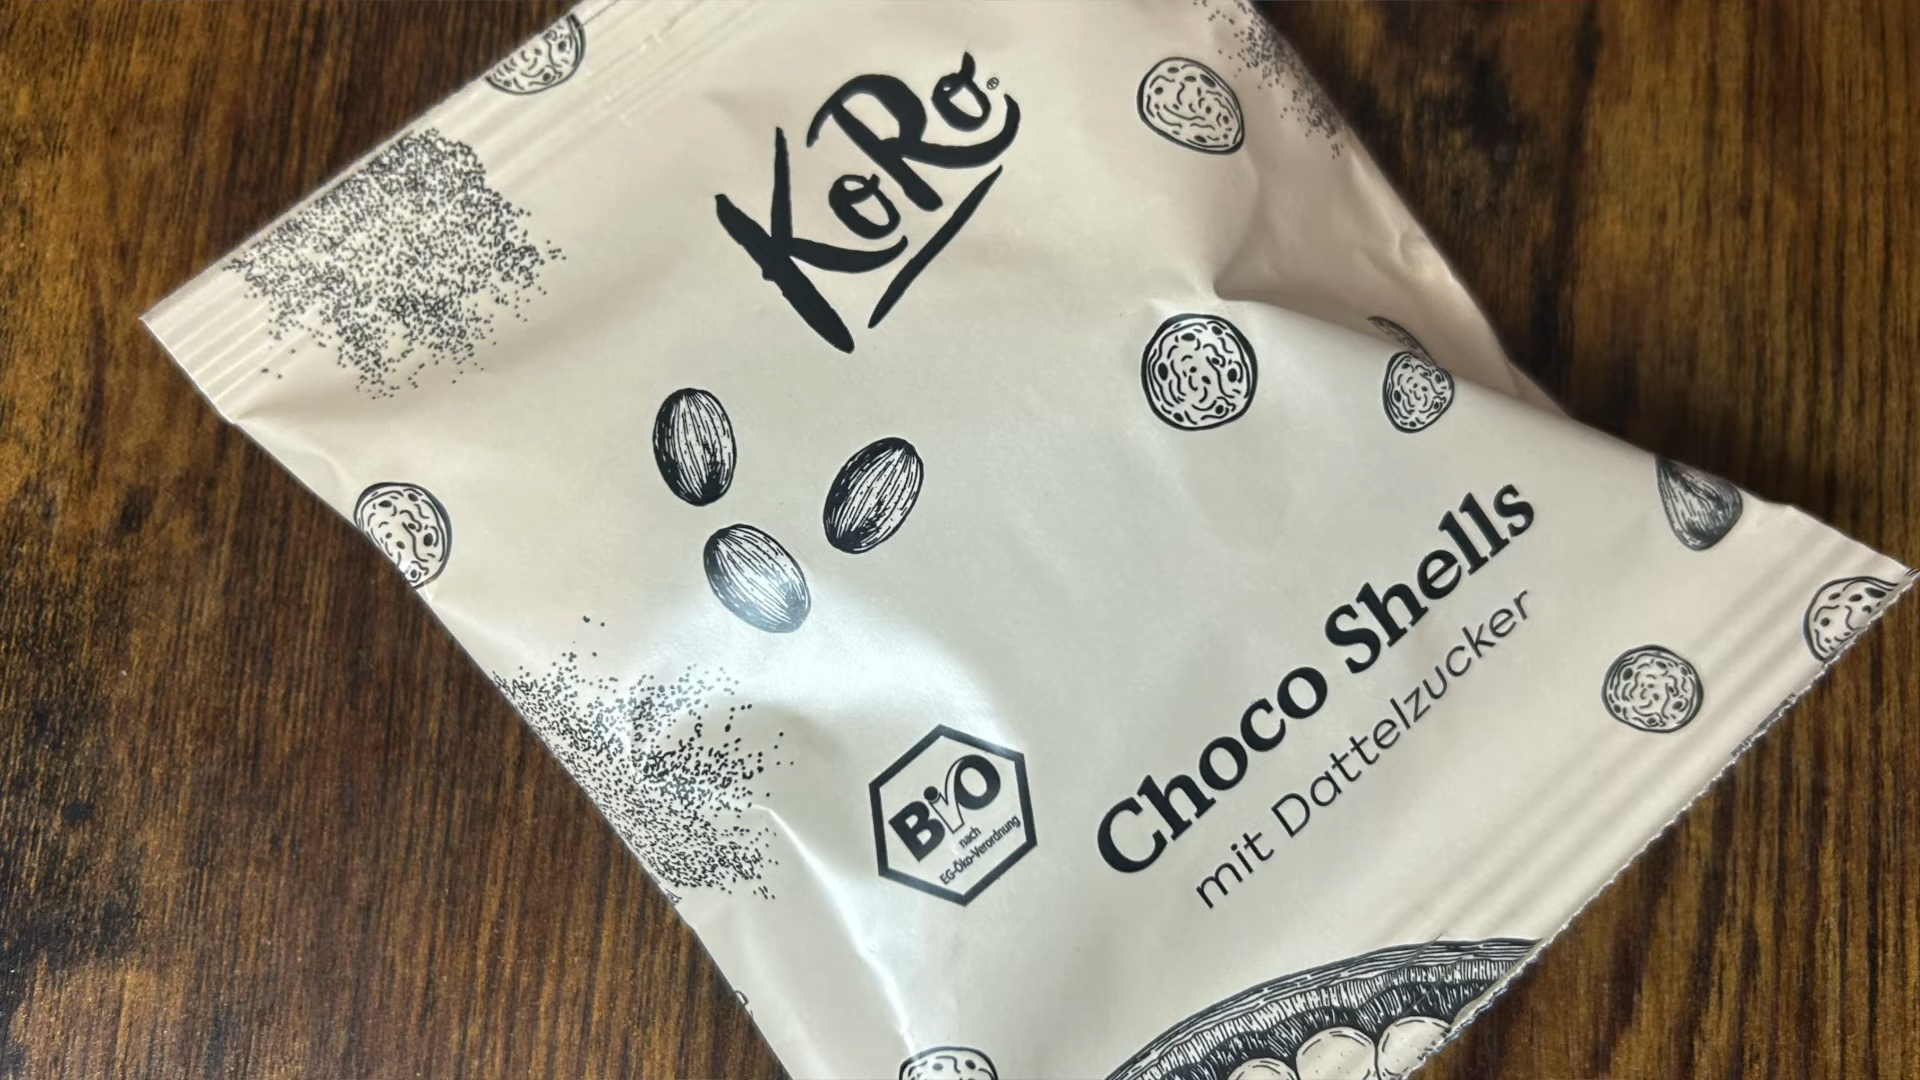 KoRo®
Choco Shells
mit Dattelzucker
BiO
nach
EG-Öko-Verordnung